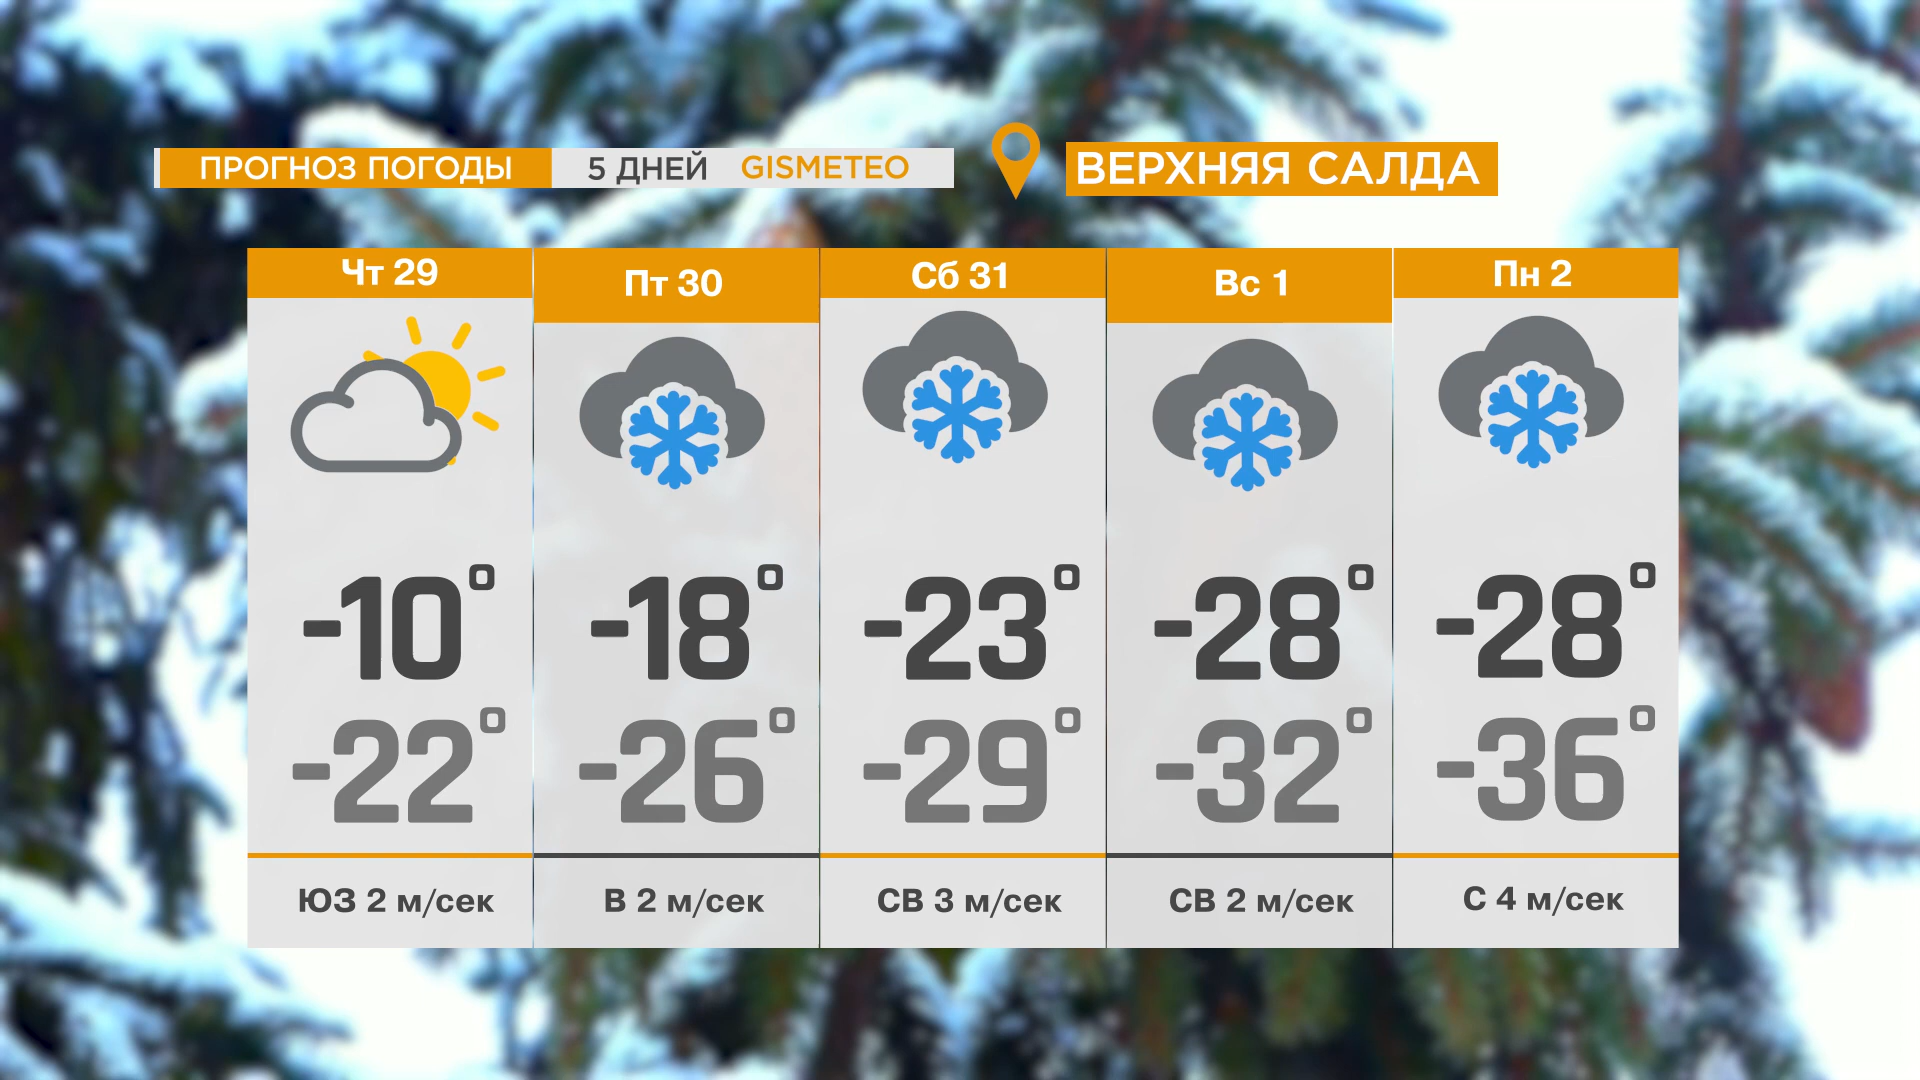 ПРОГНОЗ ПОГОДЫ 5 ДНЕЙ GISMETEO
ВЕРХНЯЯ САЛДА
Чт 29 Пт 30 Сб 31 Вс 1 Пн 2
-10° -18° -23° -28° -28°
-22° -26° -29° -32° -36°
ЮЗ 2 м/сек В 2 м/сек СВ 3 м/сек СВ 2 м/сек С 4 м/сек